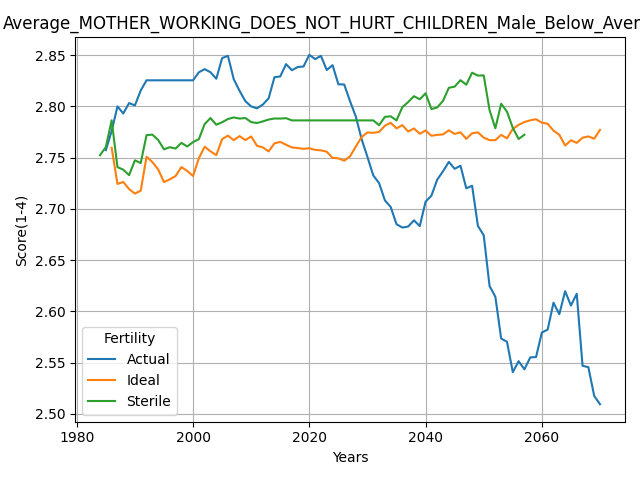 Average_MOTHER_WORKING_DOES_NOT_HURT_CHILDREN_Male_Below_Aver
2.85
2.80
2.75
2.70
2.65
2.60
2.55
2.50
Score(1-4)
Fertility
Actual
Ideal
Sterile
1980 2000 2020 2040 2060
Years